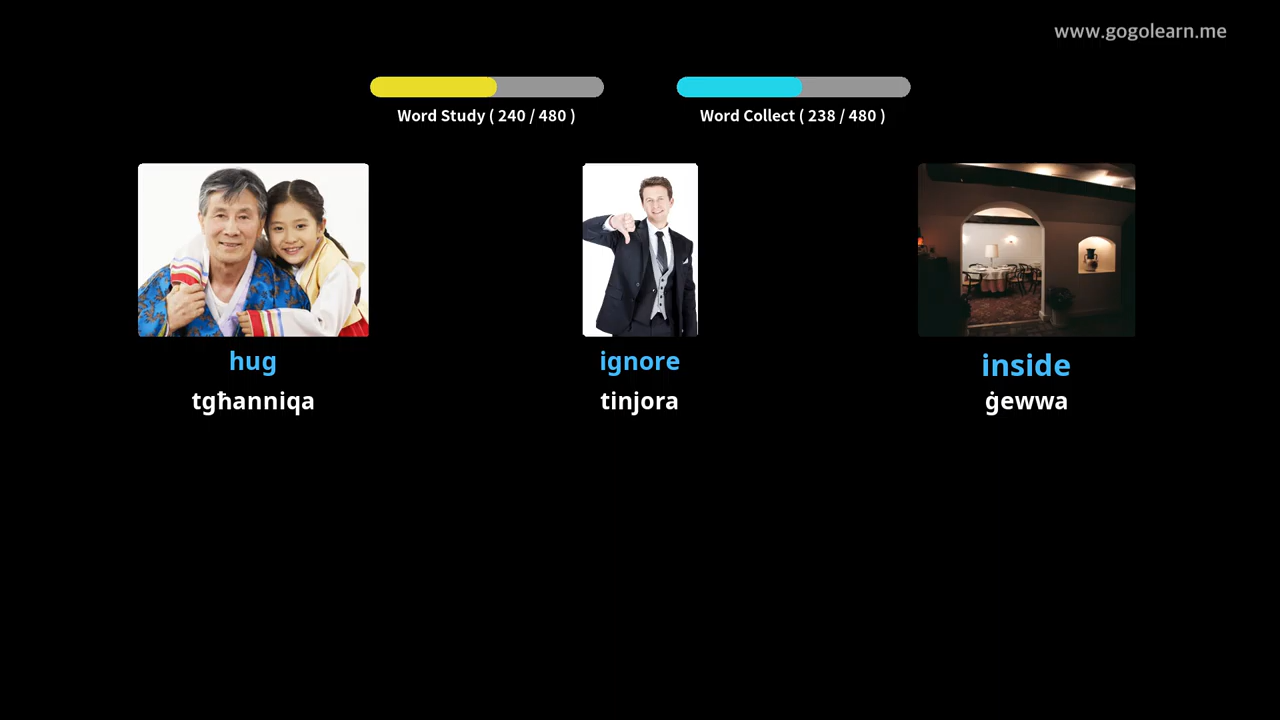 www.gogolearn.me
Word Study ( 240 / 480 )
Word Collect ( 238 / 480 )
hug
ignore
inside
tgħanniqa
tinjora
ġewwa